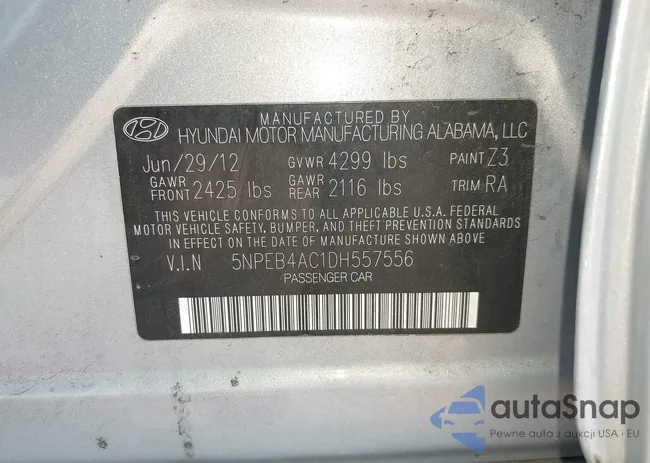 MANUFACTURED BY
HYUNDAI MOTOR MANUFACTURING ALABAMA, LLC
Jun/29/12 GVWR 4299 lbs PAINT Z3
GAWR FRONT 2425 lbs GAWR REAR 2116 lbs TRIM RA
THIS VEHICLE CONFORMS TO ALL APPLICABLE U.S.A. FEDERAL
MOTOR VEHICLE SAFETY, BUMPER, AND THEFT PREVENTION STANDARDS
IN EFFECT ON THE DATE OF MANUFACTURE SHOWN ABOVE
V.I.N 5NPEB4AC1DH557556
PASSENGER CAR
autaSnap
Pewne auto z aukcji USA i EU